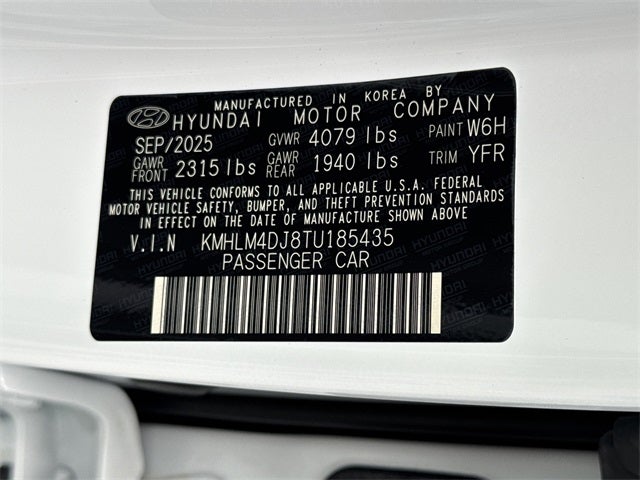 MANUFACTURED IN KOREA BY
HYUNDAI MOTOR COMPANY
SEP/2025 GVWR 4079 lbs PAINT W6H
GAWR FRONT 2315 lbs GAWR REAR 1940 lbs TRIM YFR
THIS VEHICLE CONFORMS TO ALL APPLICABLE U.S.A. FEDERAL
MOTOR VEHICLE SAFETY, BUMPER, AND THEFT PREVENTION STANDARDS
IN EFFECT ON THE DATE OF MANUFACTURE SHOWN ABOVE
V.I.N KMHLM4DJ8TU185435
PASSENGER CAR